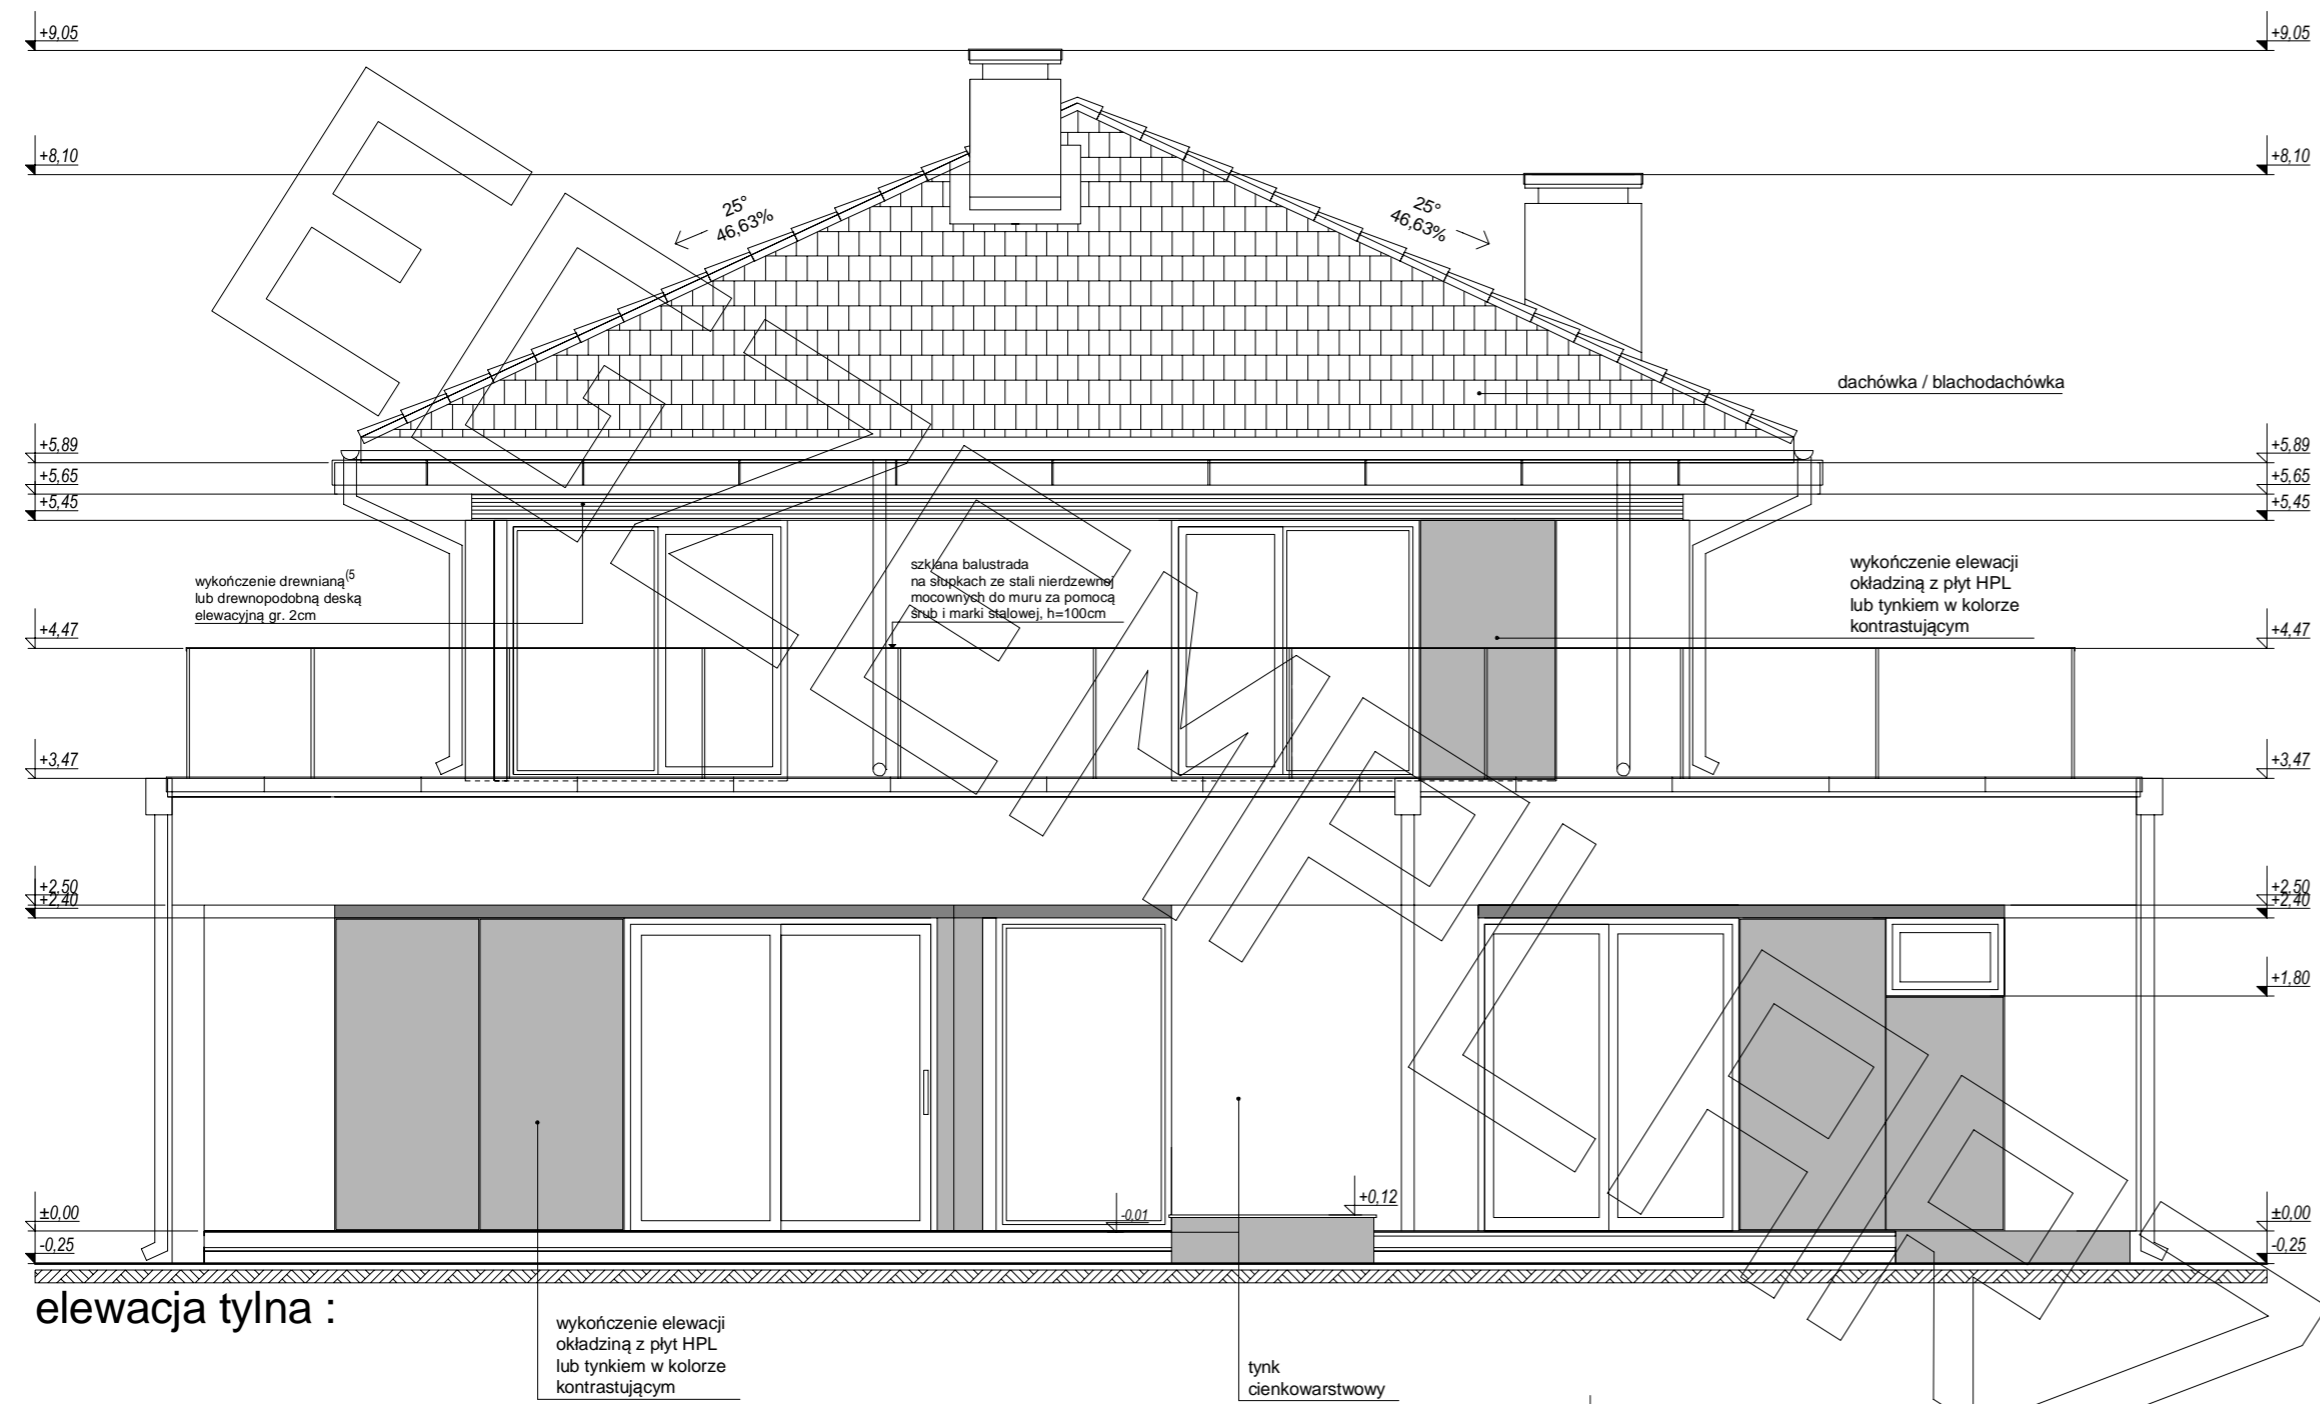 +9,05
+9,05
+8,10
+8,10
25°
46,63%
25°
46,63%
dachówka / blachodachówka
+5,89
+5,89
+5,65
+5,65
+5,45
+5,45
wykończenie drewnianą(5
lub drewnopodobną deską
elewacyjną gr. 2cm
szklana balustrada
na słupkach ze stali nierdzewnej
mocownych do muru za pomocą
śrub i marki stalowej, h=100cm
wykończenie elewacji
okładziną z płyt HPL
lub tynkiem w kolorze
kontrastującym
+4,47
+4,47
+3,47
+3,47
+2,50
+2,50
+2,40
+2,40
+1,80
+0,12
-0,01
±0,00
±0,00
-0,25
-0,25
elewacja tylna :
wykończenie elewacji
okładziną z płyt HPL
lub tynkiem w kolorze
kontrastującym
tynk
cienkowarstwowy